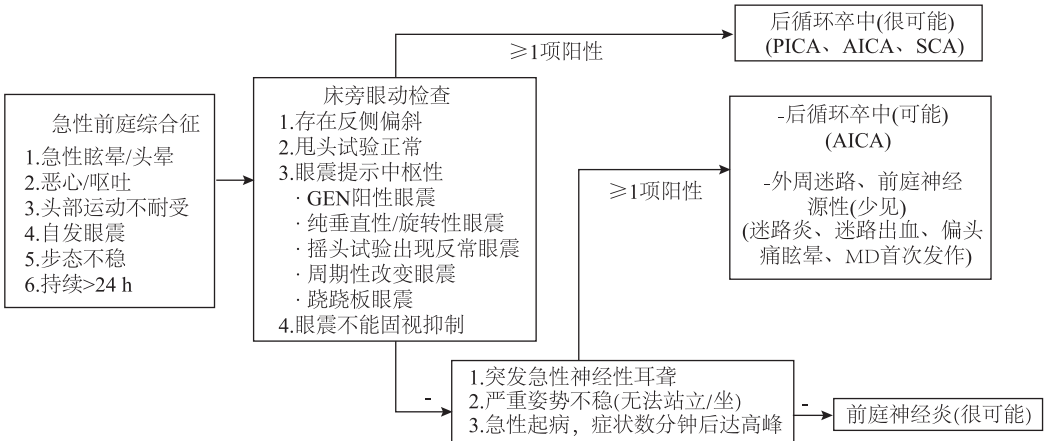 急性前庭综合征
1.急性眩晕/头晕
2.恶心/呕吐
3.头部运动不耐受
4.自发眼震
5.步态不稳
6.持续>24 h
床旁眼动检查
1.存在反侧偏斜
2.甩头试验正常
3.眼震提示中枢性
· GEN阳性眼震
· 纯垂直性/旋转性眼震
· 摇头试验出现反常眼震
· 周期性改变眼震
· 跷跷板眼震
4.眼震不能固视抑制
≥1项阳性
后循环卒中(很可能)
(PICA、AICA、SCA)
-
1.突发急性神经性耳聋
2.严重姿势不稳(无法站立/坐)
3.急性起病，症状数分钟后达高峰
≥1项阳性
-后循环卒中(可能)
(AICA)
-外周迷路、前庭神经
源性(少见)
(迷路炎、迷路出血、偏头
痛眩晕、MD首次发作)
-
前庭神经炎(很可能)